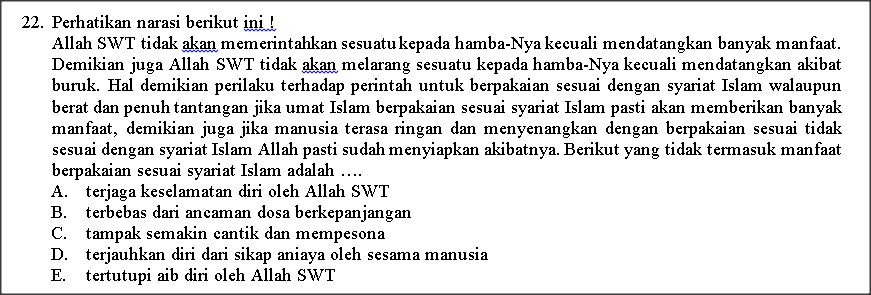 22. Perhatikan narasi berikut ini !
Allah SWT tidak akan memerintahkan sesuatu kepada hamba-Nya kecuali mendatangkan banyak manfaat.
Demikian juga Allah SWT tidak akan melarang sesuatu kepada hamba-Nya kecuali mendatangkan akibat
buruk. Hal demikian perilaku terhadap perintah untuk berpakaian sesuai dengan syariat Islam walaupun
berat dan penuh tantangan jika umat Islam berpakaian sesuai syariat Islam pasti akan memberikan banyak
manfaat, demikian juga jika manusia terasa ringan dan menyenangkan dengan berpakaian sesuai tidak
sesuai dengan syariat Islam Allah pasti sudah menyiapkan akibatnya. Berikut yang tidak termasuk manfaat
berpakaian sesuai syariat Islam adalah ….
A. terjaga keselamatan diri oleh Allah SWT
B. terbebas dari ancaman dosa berkepanjangan
C. tampak semakin cantik dan mempesona
D. terjauhkan diri dari sikap aniaya oleh sesama manusia
E. tertutupi aib diri oleh Allah SWT